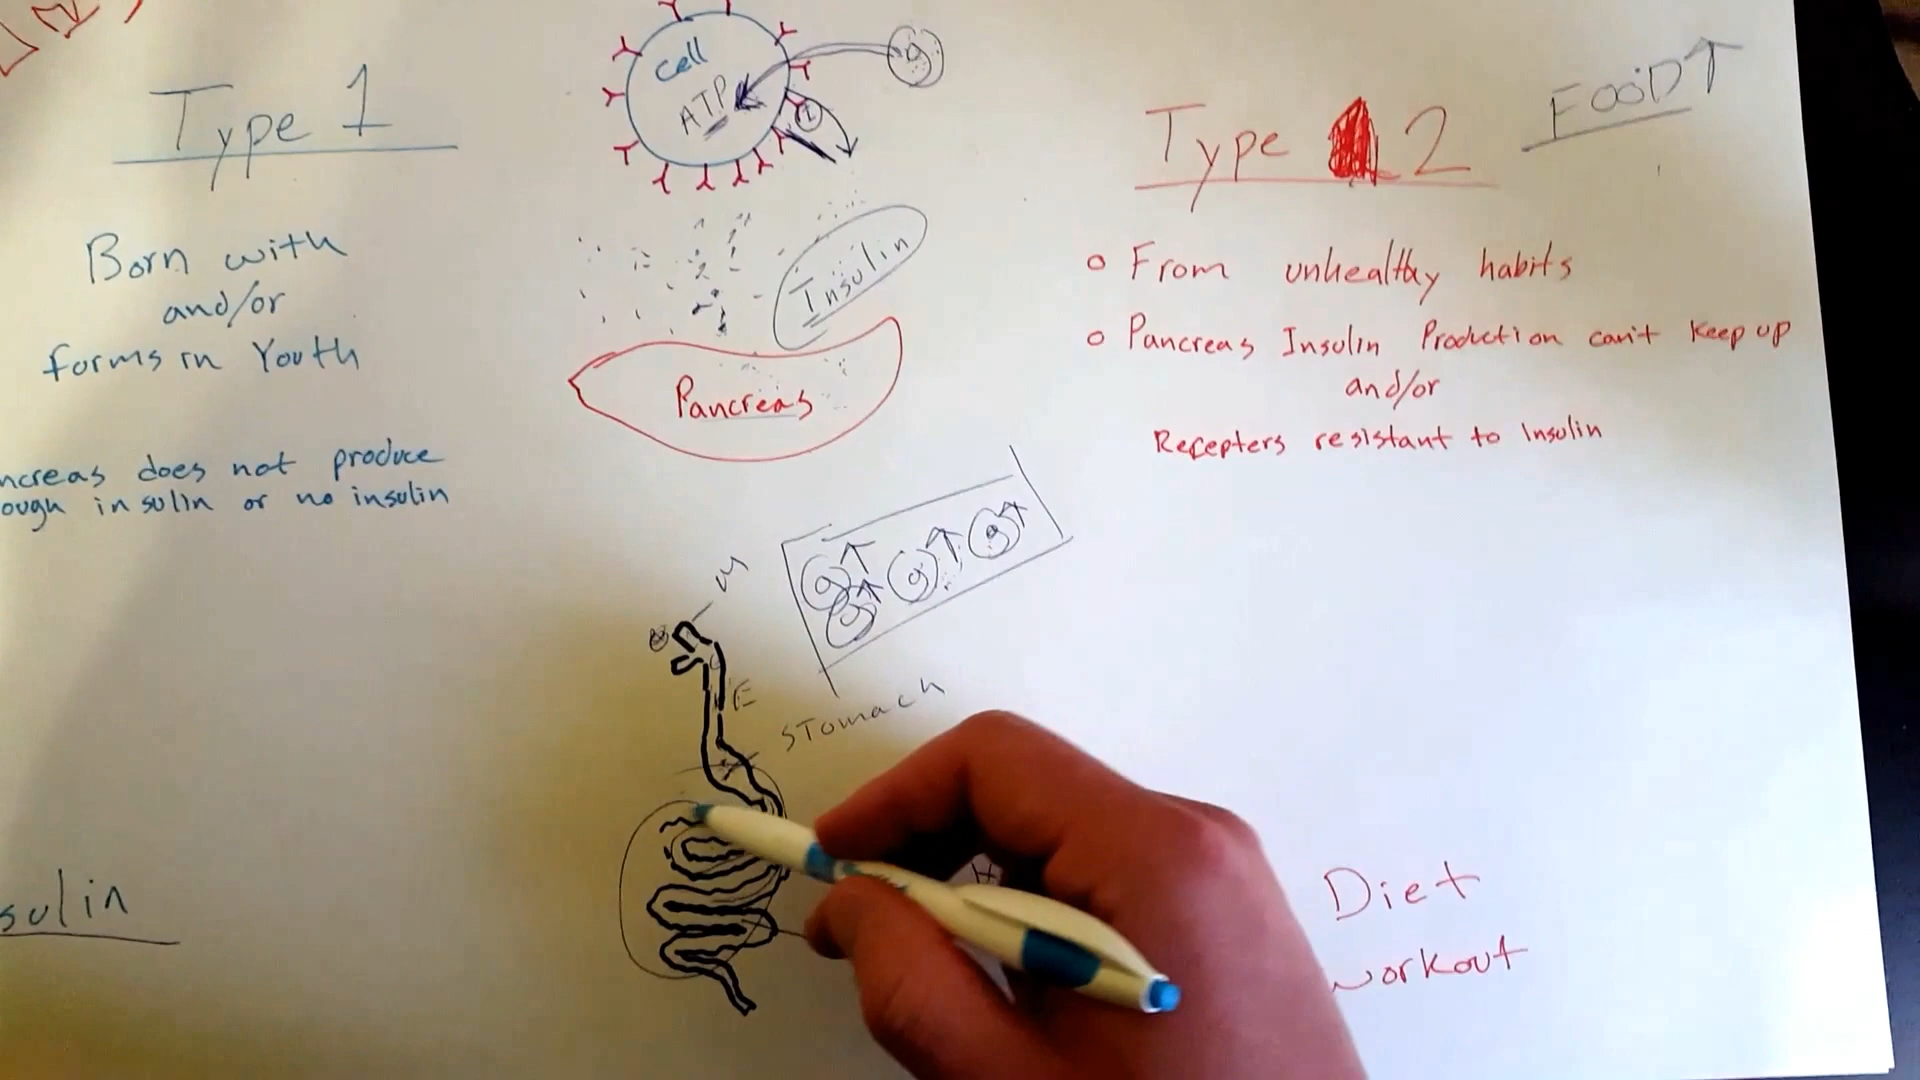 Type 1
Born with
and/or
forms in Youth
ncreas does not produce
ough insulin or no insulin
sulin
cell
ATP
g
I
Insulin
Pancreas
g
g
g
g
M
E
STomach
Type 2
FOOD↑
From unhealthy habits
Pancreas Insulin Production can't keep up
and/or
Recepters resistant to Insulin
Diet
workout